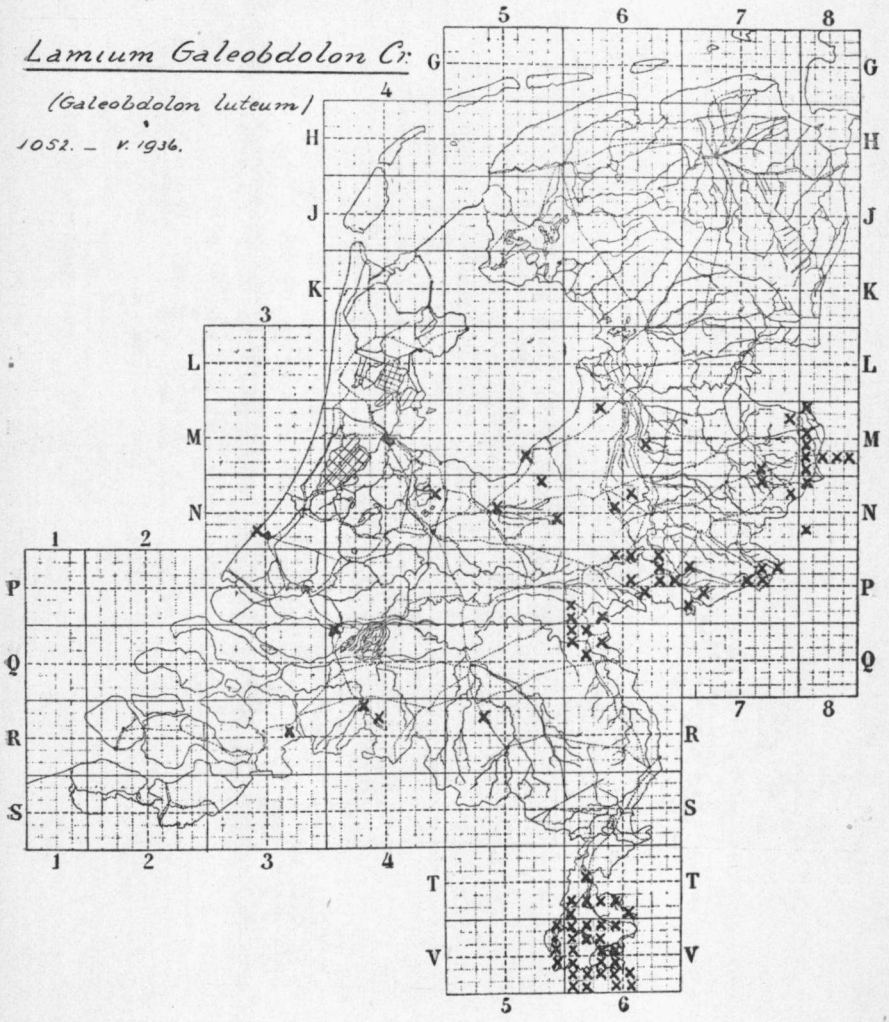 Lamium Galeobdolon Cr.
(Galeobdolon luteum)
1052. — V. 1936.
5 6 7 8
G G
4
H H
J J
K K
3
L L
M M
N N
1 2
P P
Q Q
7 8
R R
S S
1 2 3 4
T T
V V
5 6